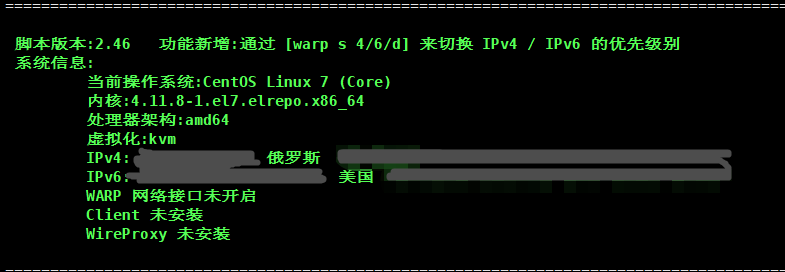 脚本版本:2.46 功能新增:通过 [warp s 4/6/d] 来切换 IPv4 / IPv6 的优先级别
系统信息:
当前操作系统:CentOS Linux 7 (Core)
内核:4.11.8-1.el7.elrepo.x86_64
处理器架构:amd64
虚拟化:kvm
IPv4: 俄罗斯
IPv6: 美国
WARP 网络接口未开启
Client 未安装
WireProxy 未安装